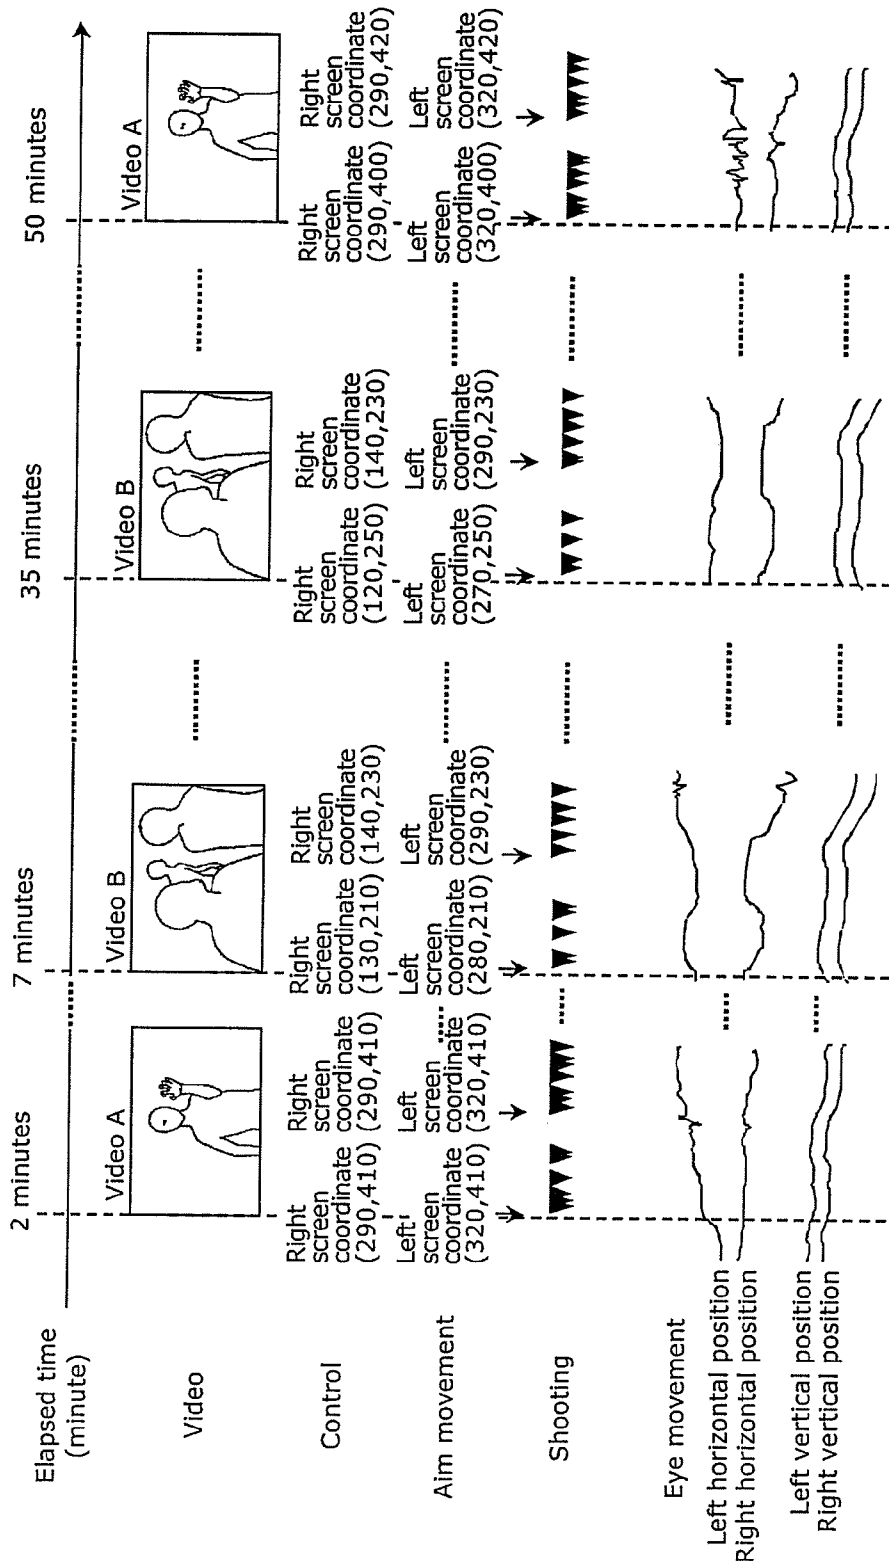 Elapsed time
(minute)
2 minutes
7 minutes
35 minutes
50 minutes
Video
Video A
Video B
Video B
Video A
Control
Right
screen
coordinate
(290,410)
Right
screen
coordinate
(290,410)
Right
screen
coordinate
(130,210)
Right
screen
coordinate
(140,230)
Right
screen
coordinate
(120,250)
Right
screen
coordinate
(140,230)
Right
screen
coordinate
(290,400)
Right
screen
coordinate
(290,420)
Aim movement
Left
screen
coordinate
(320,410)
Left
screen
coordinate
(320,410)
Left
screen
coordinate
(280,210)
Left
screen
coordinate
(290,230)
Left
screen
coordinate
(270,250)
Left
screen
coordinate
(290,230)
Left
screen
coordinate
(320,400)
Left
screen
coordinate
(320,420)
Shooting
Eye movement
Left horizontal position
Right horizontal position
Left vertical position
Right vertical position